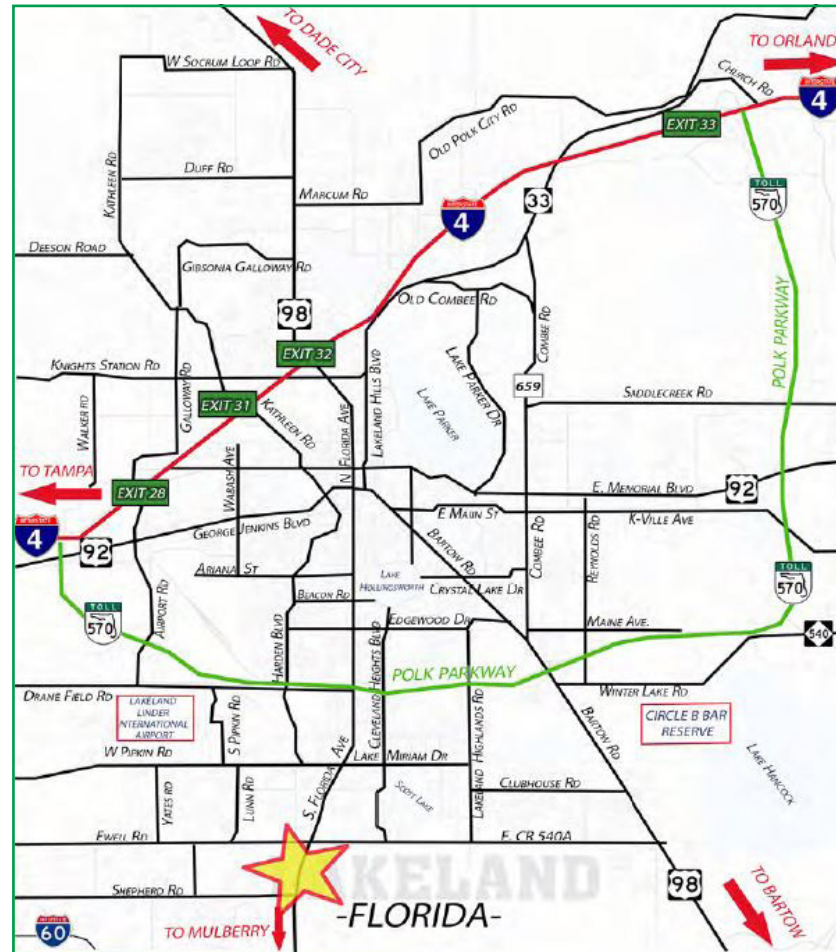 TO DADE CITY
W SOCRUM LOOP RD
TO ORLAND
CHURCH RD
INTERSTATE
4
OLD POLK CITY RD
EXIT 33
KATHLEEN RD
DUFF RD
MARCUM RD
33
TOLL
570
INTERSTATE
4
DEESON ROAD
GIBSONIA GALLOWAY RD
98
OLD COMBEE RD
COMBEE RD
POLK PARKWAY
EXIT 32
KNIGHTS STATION RD
GALLOWAY RD
LAKELAND HILLS BLVD
LAKE PARKER DR
LAKE PARKER
659
SADDLECREEK RD
WALKER RD
EXIT 31
KATHLEEN RD
N FLORIDA AVE
TO TAMPA
EXIT 28
WABASH AVE
E. MEMORIAL BLVD
92
INTERSTATE
4
92
GEORGE JENKINS BLVD
E MAIN ST
K-VILLE AVE
BARTOW RD
COMBEE RD
REYNOLDS RD
ARIANA ST
LAKE
HOLLINGSWORTH
CRYSTAL LAKE DR
TOLL
570
TOLL
570
AIRPORT RD
BEACON RD
HARDEN BLVD
EDGEWOOD DR
MAINE AVE.
540
CLEVELAND HEIGHTS BLVD
POLK PARKWAY
DRANE FIELD RD
WINTER LAKE RD
LAKELAND
LINDER
INTERNATIONAL
AIRPORT
S PIPKIN RD
LAKELAND HIGHLANDS RD
BARTOW RD
CIRCLE B BAR
RESERVE
W PIPKIN RD
S. FLORIDA AVE
LAKE MIRIAM DR
LAKE HANCOCK
YATES RD
LUNN RD
SCOTT LAKE
CLUBHOUSE RD
EWELL RD
E. CR 540A
SHEPHERD RD
KELAND
98
TO BARTOW
INTERSTATE
60
TO MULBERRY
-FLORIDA-